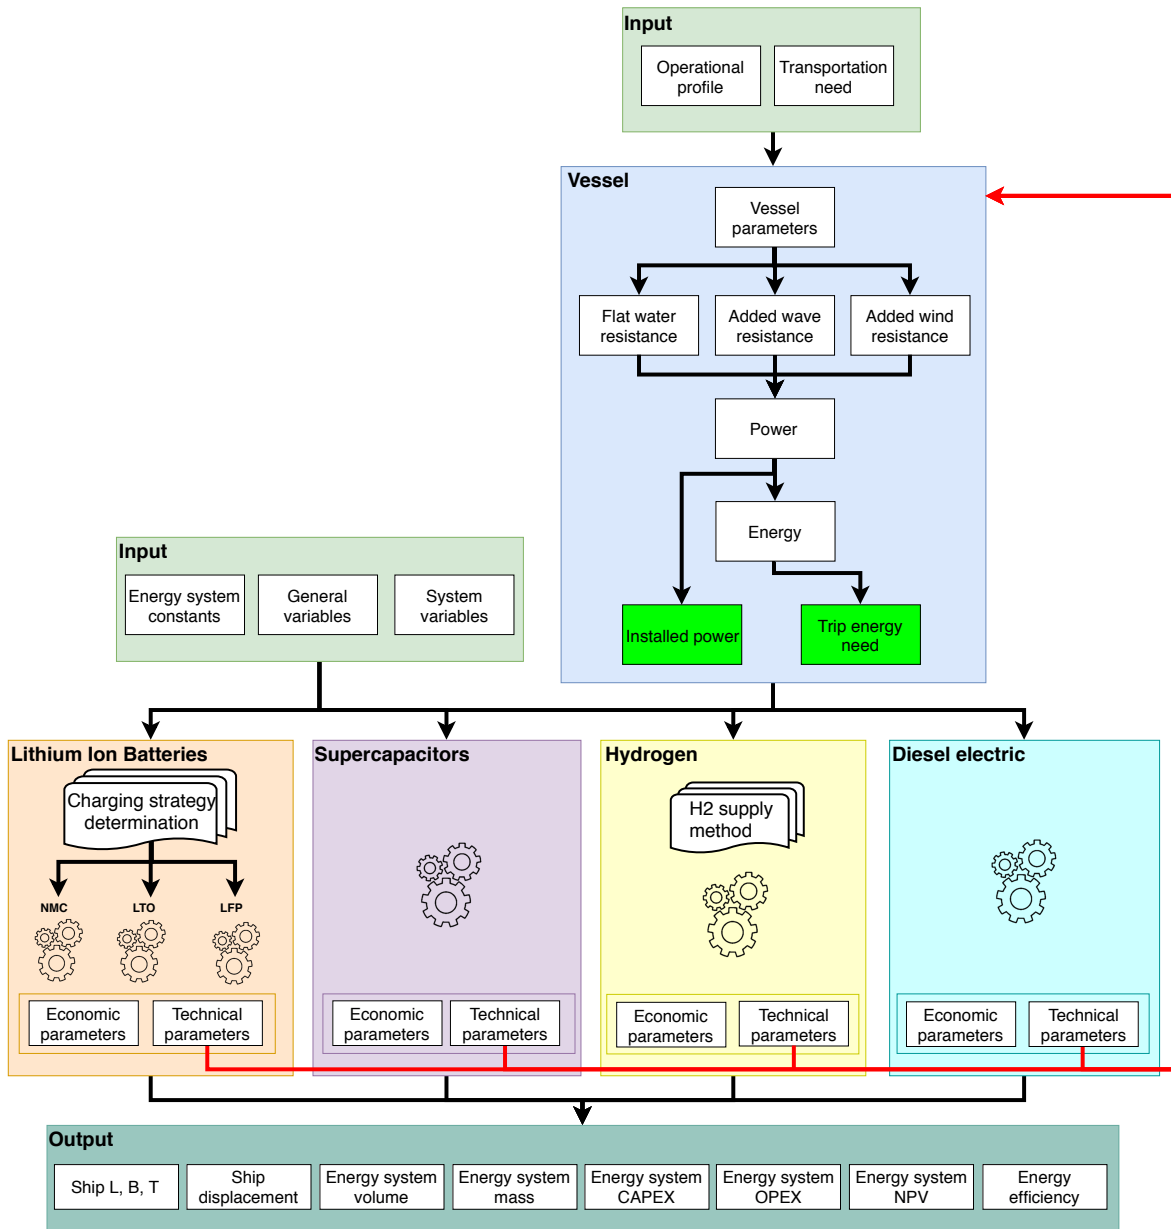 Input
Operational
profile
Transportation
need
Vessel
Vessel
parameters
Flat water
resistance
Added wave
resistance
Added wind
resistance
Power
Energy
Installed power
Trip energy
need
Input
Energy system
constants
General
variables
System
variables
Lithium Ion Batteries
Charging strategy
determination
NMC
LTO
LFP
Economic
parameters
Technical
parameters
Supercapacitors
Economic
parameters
Technical
parameters
Hydrogen
H2 supply
method
Economic
parameters
Technical
parameters
Diesel electric
Economic
parameters
Technical
parameters
Output
Ship L, B, T
Ship
displacement
Energy system
volume
Energy system
mass
Energy system
CAPEX
Energy system
OPEX
Energy system
NPV
Energy
efficiency